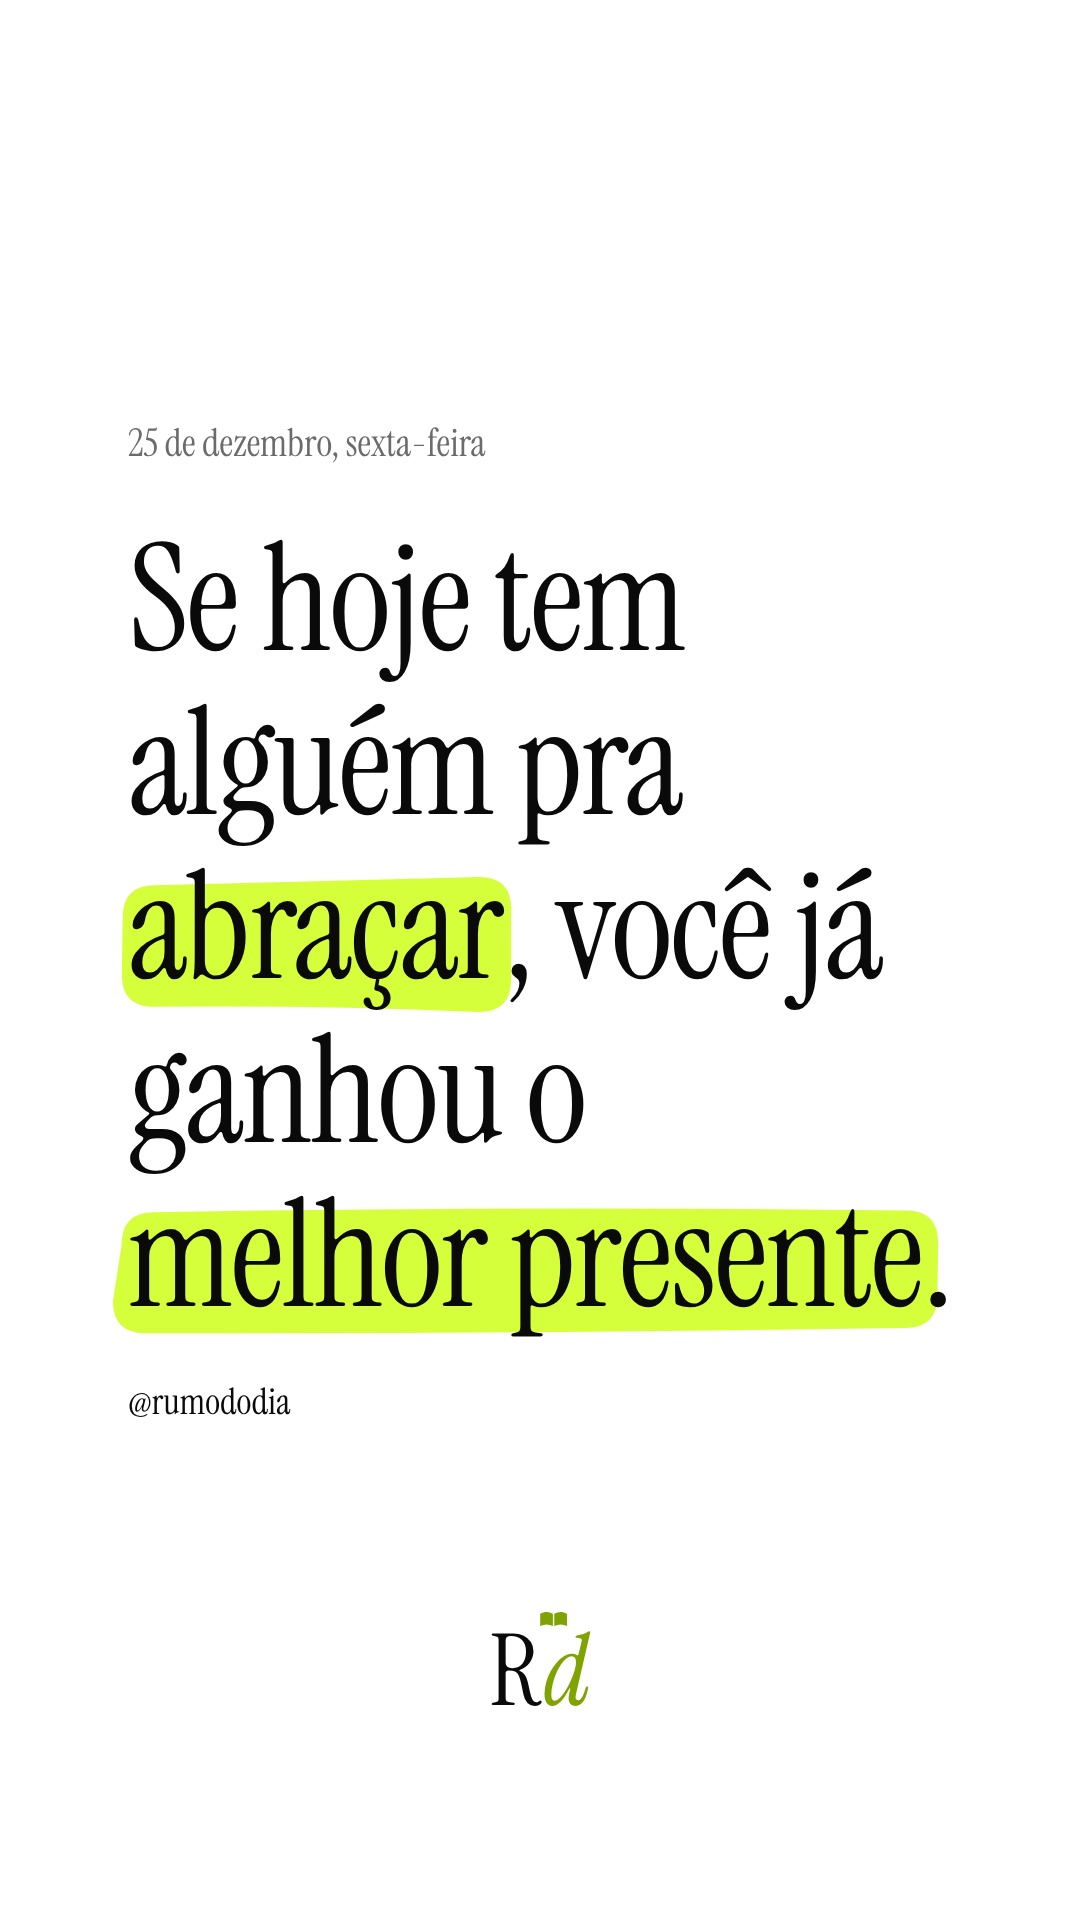 25 de dezembro, sexta-feira
Se hoje tem
alguém pra
abraçar, você já
ganhou o
melhor presente.
@rumododia
Rd